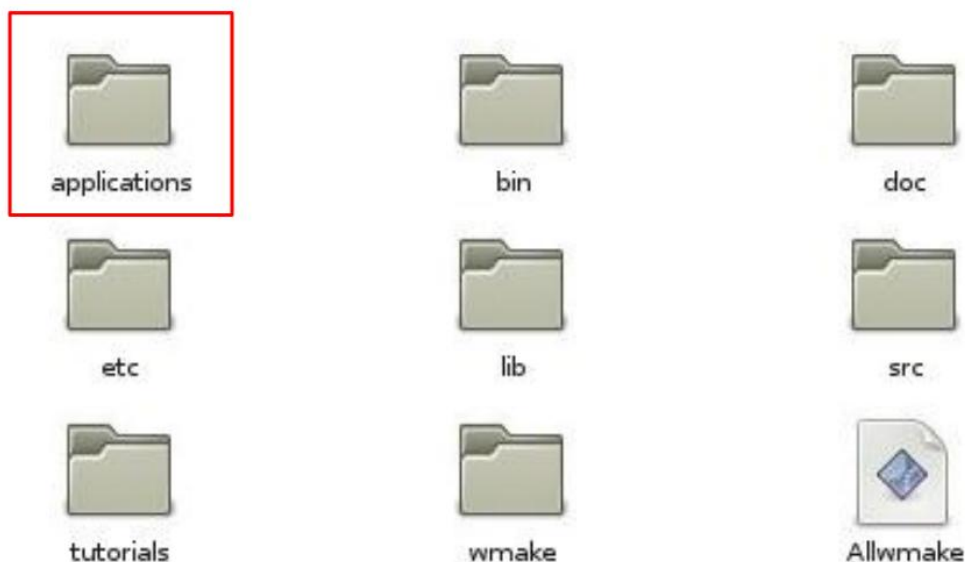 applications bin doc
etc lib src
tutorials wmake Allwmake